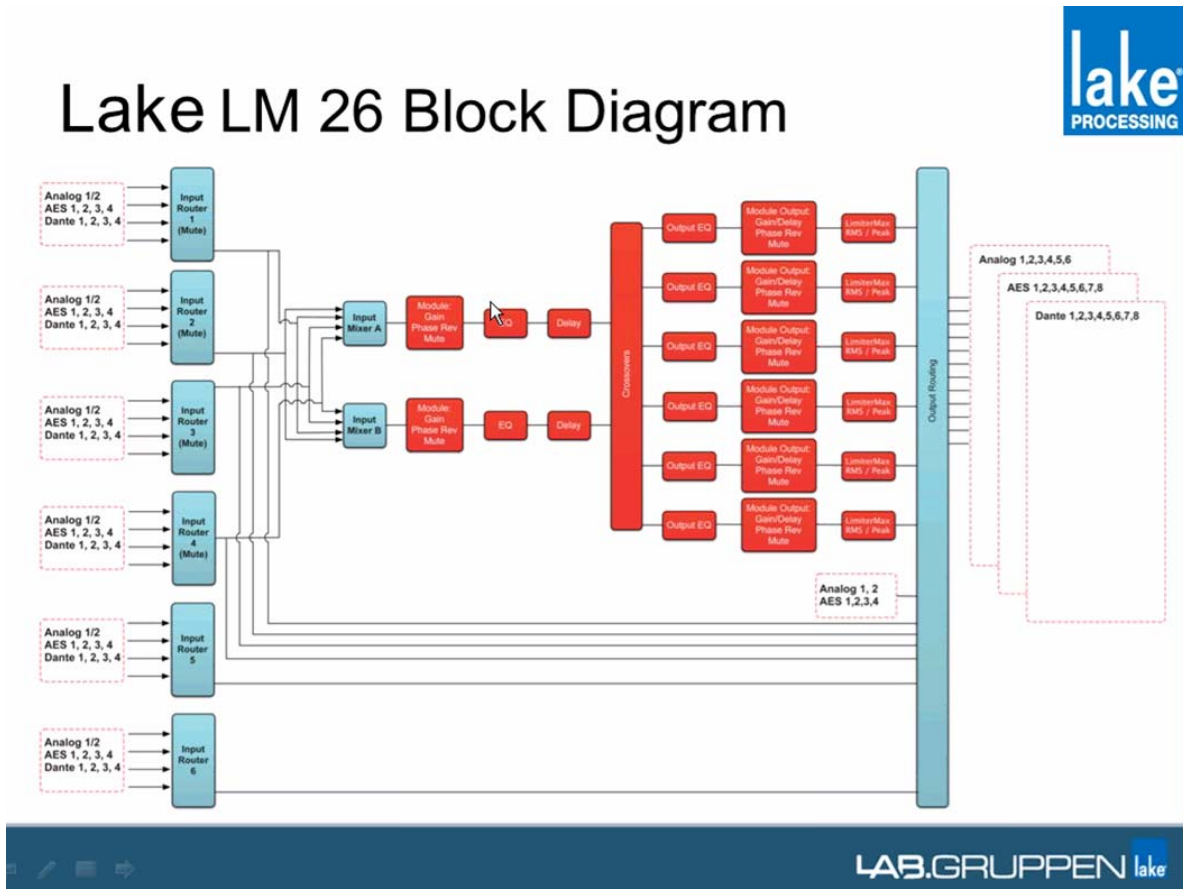 lake
PROCESSING
Lake LM 26 Block Diagram
Analog 1/2
AES 1, 2, 3, 4
Dante 1, 2, 3, 4
Input
Router
1
(Mute)
Analog 1/2
AES 1, 2, 3, 4
Dante 1, 2, 3, 4
Input
Router
2
(Mute)
Analog 1/2
AES 1, 2, 3, 4
Dante 1, 2, 3, 4
Input
Router
3
(Mute)
Analog 1/2
AES 1, 2, 3, 4
Dante 1, 2, 3, 4
Input
Router
4
(Mute)
Analog 1/2
AES 1, 2, 3, 4
Dante 1, 2, 3, 4
Input
Router
5
Analog 1/2
AES 1, 2, 3, 4
Dante 1, 2, 3, 4
Input
Router
6
Input
Mixer A
Module:
Gain
Phase Rev
Mute
EQ
Delay
Input
Mixer B
Module:
Gain
Phase Rev
Mute
EQ
Delay
Crossovers
Output EQ
Module Output:
Gain/Delay
Phase Rev
Mute
LimiterMax
RMS / Peak
Output EQ
Module Output:
Gain/Delay
Phase Rev
Mute
LimiterMax
RMS / Peak
Output EQ
Module Output:
Gain/Delay
Phase Rev
Mute
LimiterMax
RMS / Peak
Output EQ
Module Output:
Gain/Delay
Phase Rev
Mute
LimiterMax
RMS / Peak
Output EQ
Module Output:
Gain/Delay
Phase Rev
Mute
LimiterMax
RMS / Peak
Output EQ
Module Output:
Gain/Delay
Phase Rev
Mute
LimiterMax
RMS / Peak
Analog 1, 2
AES 1,2,3,4
Output Routing
Analog 1,2,3,4,5,6
AES 1,2,3,4,5,6,7,8
Dante 1,2,3,4,5,6,7,8
LAB.GRUPPEN lake